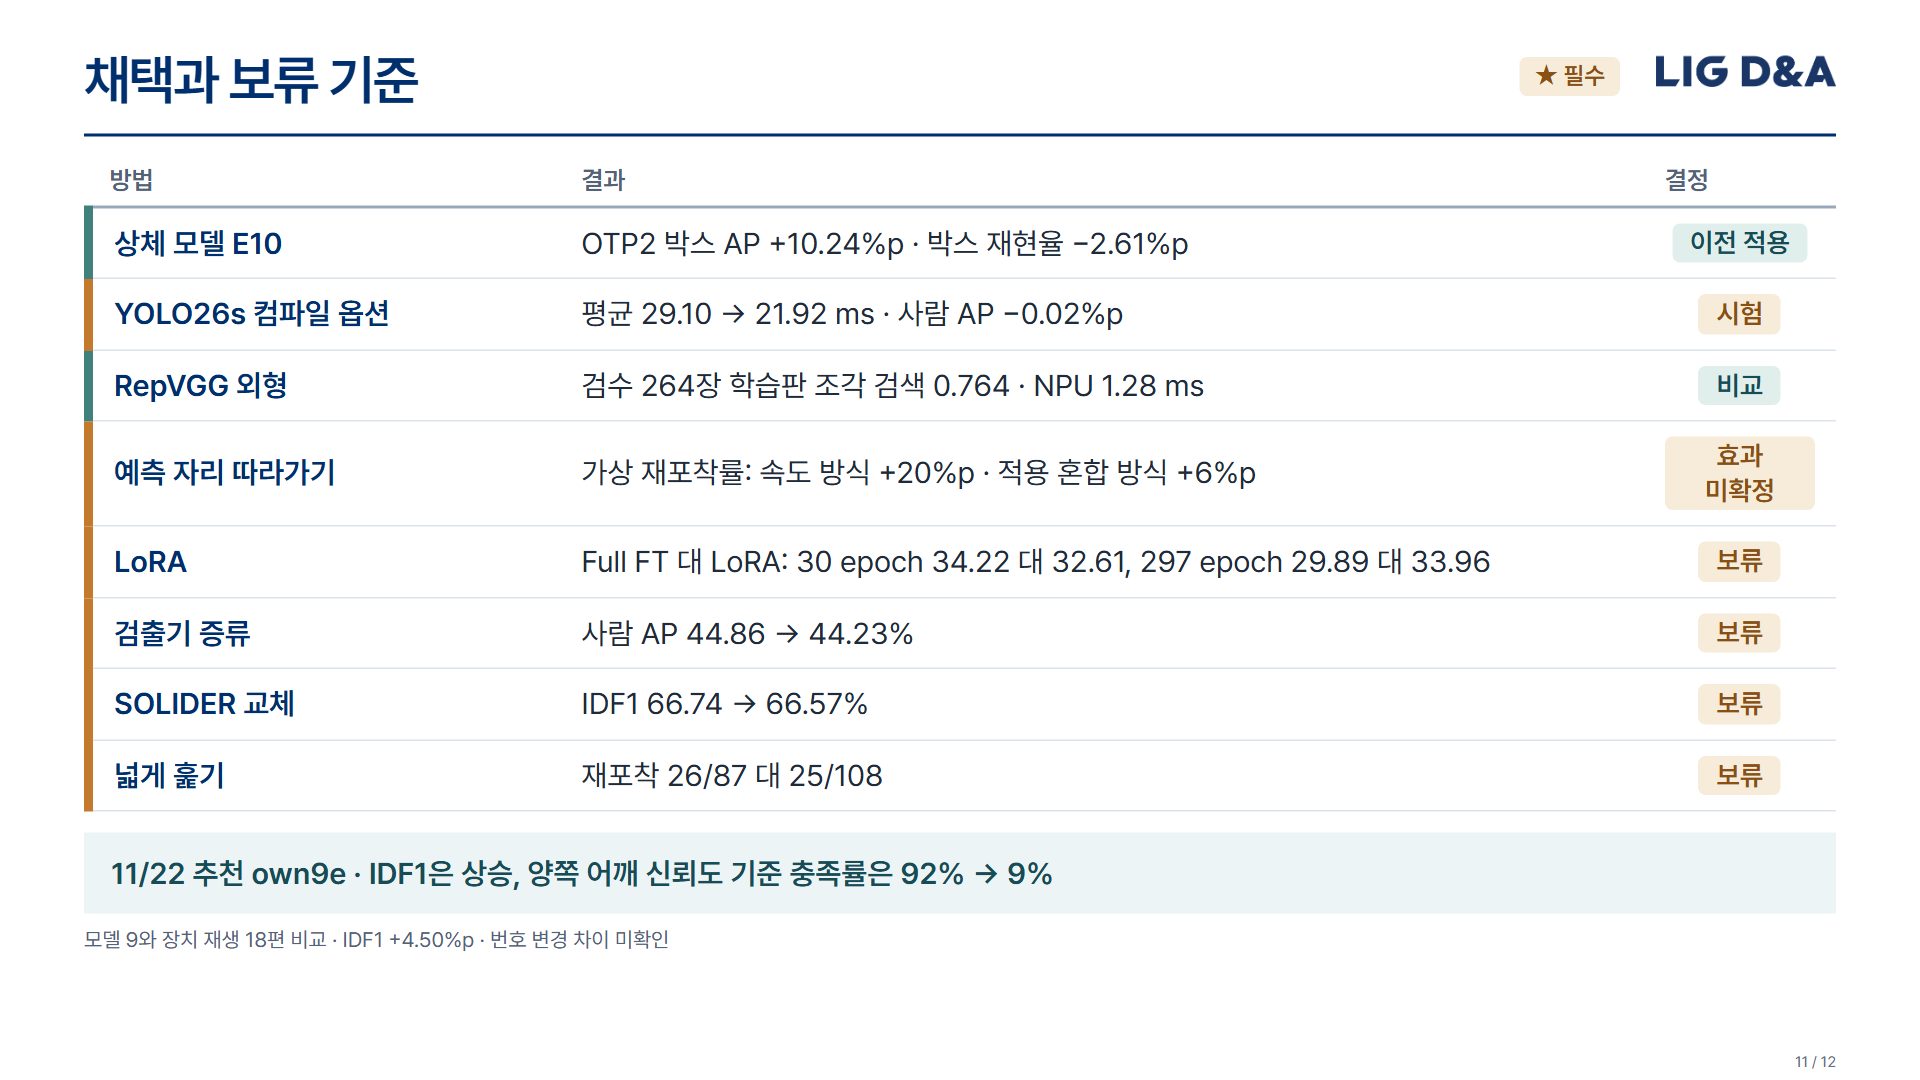 채택과 보류 기준
★ 필수
LIG D&A
방법 결과 결정
상체 모델 E10 OTP2 박스 AP +10.24%p · 박스 재현율 −2.61%p 이전 적용
YOLO26s 컴파일 옵션 평균 29.10 → 21.92 ms · 사람 AP −0.02%p 시험
RepVGG 외형 검수 264장 학습판 조각 검색 0.764 · NPU 1.28 ms 비교
예측 자리 따라가기 가상 재포착률: 속도 방식 +20%p · 적용 혼합 방식 +6%p 효과
미확정
LoRA Full FT 대 LoRA: 30 epoch 34.22 대 32.61, 297 epoch 29.89 대 33.96 보류
검출기 증류 사람 AP 44.86 → 44.23% 보류
SOLIDER 교체 IDF1 66.74 → 66.57% 보류
넓게 훑기 재포착 26/87 대 25/108 보류
11/22 추천 own9e · IDF1은 상승, 양쪽 어깨 신뢰도 기준 충족률은 92% → 9%
모델 9와 장치 재생 18편 비교 · IDF1 +4.50%p · 번호 변경 차이 미확인
11 / 12